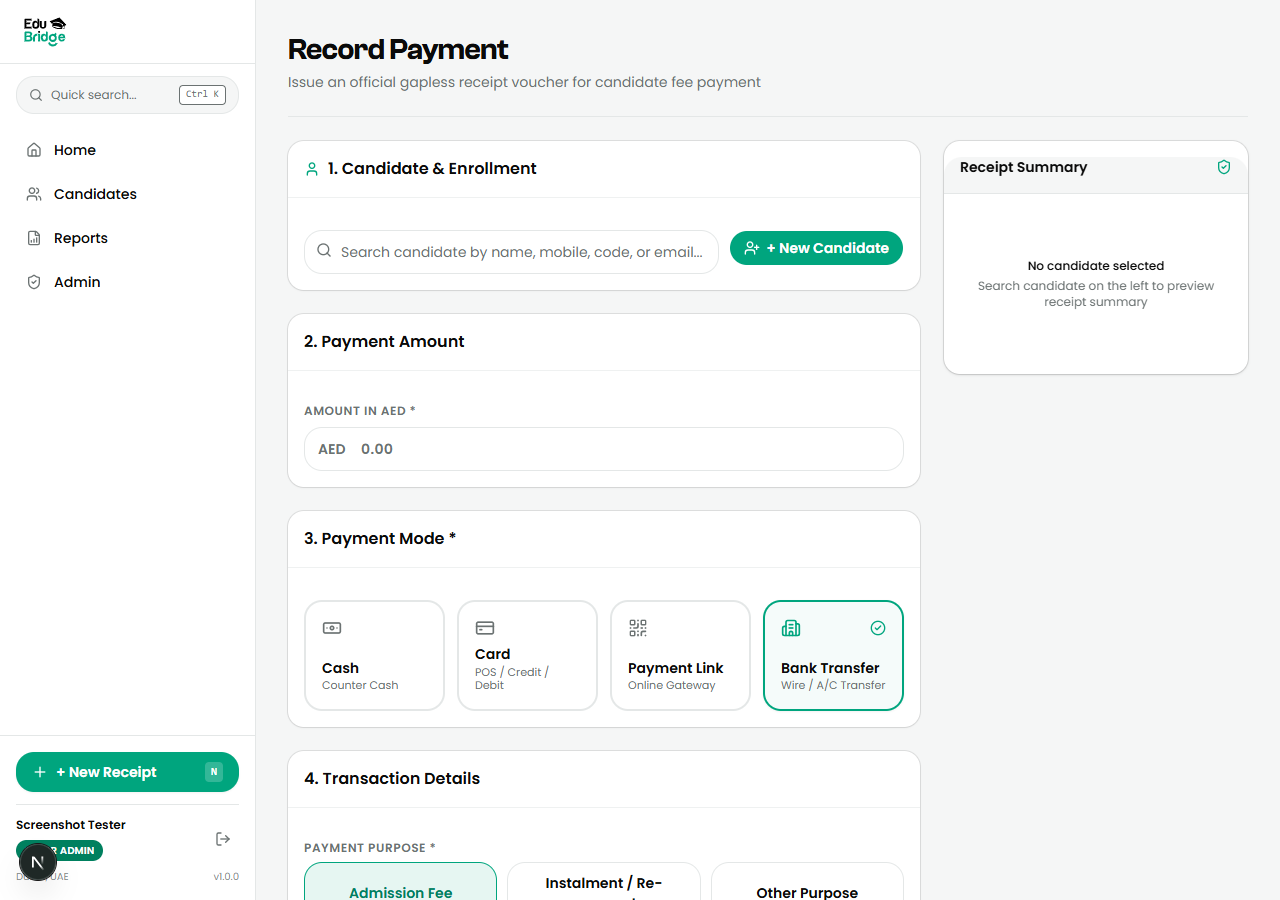 Edu
Bridge
Quick search...
Ctrl K
Home
Candidates
Reports
Admin
+ New Receipt
N
Screenshot Tester
ADMIN
N
UAE
v1.0.0
Record Payment
Issue an official gapless receipt voucher for candidate fee payment
1. Candidate & Enrollment
Search candidate by name, mobile, code, or email...
+ New Candidate
2. Payment Amount
AMOUNT IN AED *
AED 0.00
3. Payment Mode *
Cash
Counter Cash
Card
POS / Credit /
Debit
Payment Link
Online Gateway
Bank Transfer
Wire / A/C Transfer
4. Transaction Details
PAYMENT PURPOSE *
Admission Fee
Instalment / Re-
Other Purpose
Receipt Summary
No candidate selected
Search candidate on the left to preview
receipt summary